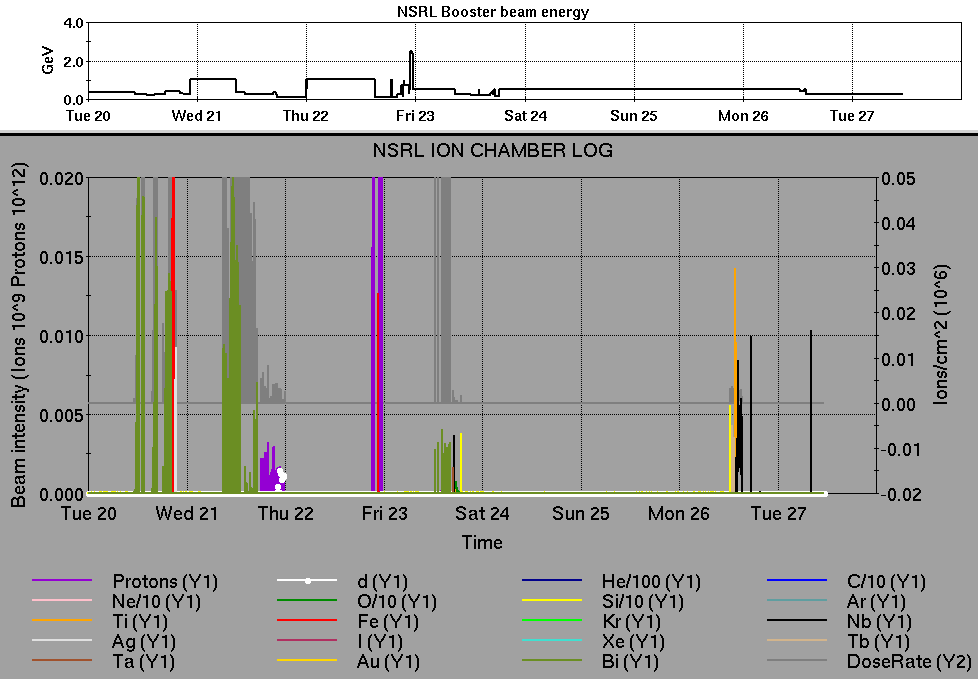 NSRL Booster beam energy
4.0
2.0
0.0
GeV
Tue 20 Wed 21 Thu 22 Fri 23 Sat 24 Sun 25 Mon 26 Tue 27
NSRL ION CHAMBER LOG
Beam intensity (Ions 10^9 Protons 10^12)
0.020
0.015
0.010
0.005
0.000
0.05
0.04
0.03
0.02
0.01
0.00
-0.01
-0.02
Ions/cm^2 (10^6)
Tue 20 Wed 21 Thu 22 Fri 23 Sat 24 Sun 25 Mon 26 Tue 27
Time
Protons (Y1) d (Y1) He/100 (Y1) C/10 (Y1)
Ne/10 (Y1) O/10 (Y1) Si/10 (Y1) Ar (Y1)
Ti (Y1) Fe (Y1) Kr (Y1) Nb (Y1)
Ag (Y1) I (Y1) Xe (Y1) Tb (Y1)
Ta (Y1) Au (Y1) Bi (Y1) DoseRate (Y2)